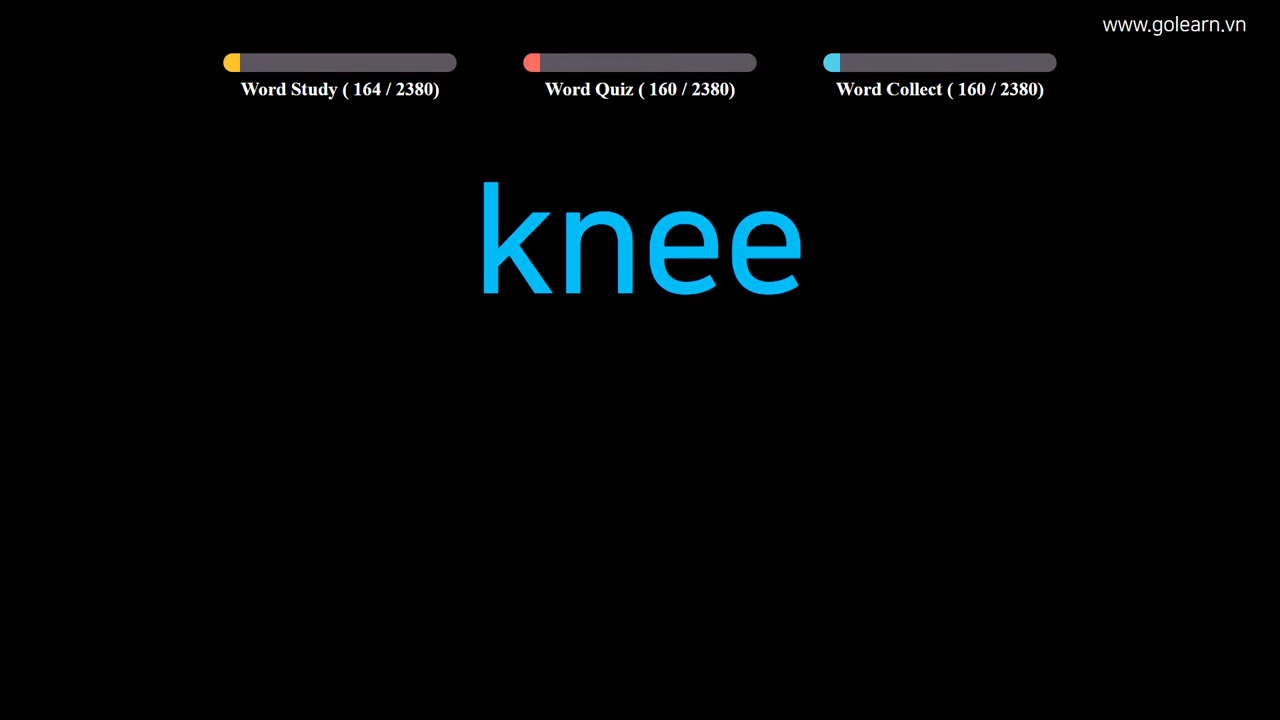 www.golearn.vn
Word Study ( 164 / 2380)
Word Quiz ( 160 / 2380)
Word Collect ( 160 / 2380)
knee